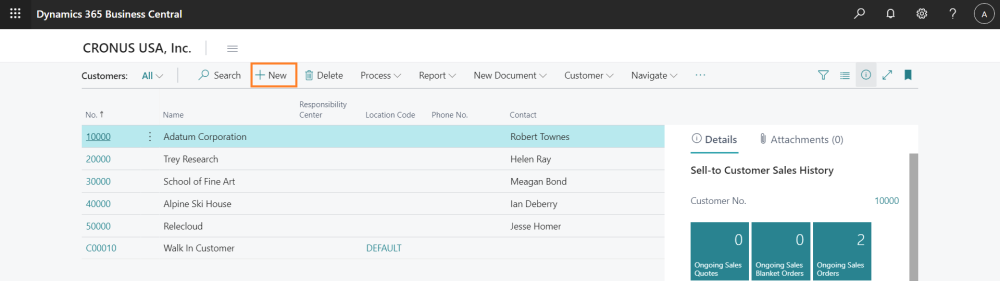 Dynamics 365 Business Central
?
A
CRONUS USA, Inc.
Customers: All Search + New Delete Process Report New Document Customer Navigate ...
No. ↑ Name Responsibility Center Location Code Phone No. Contact
10000 Adatum Corporation Robert Townes
20000 Trey Research Helen Ray
30000 School of Fine Art Meagan Bond
40000 Alpine Ski House Ian Deberry
50000 Relecloud Jesse Homer
C00010 Walk In Customer DEFAULT
Details Attachments (0)
Sell-to Customer Sales History
Customer No. 10000
0 0 2
Ongoing Sales Quotes Ongoing Sales Blanket Orders Ongoing Sales Orders